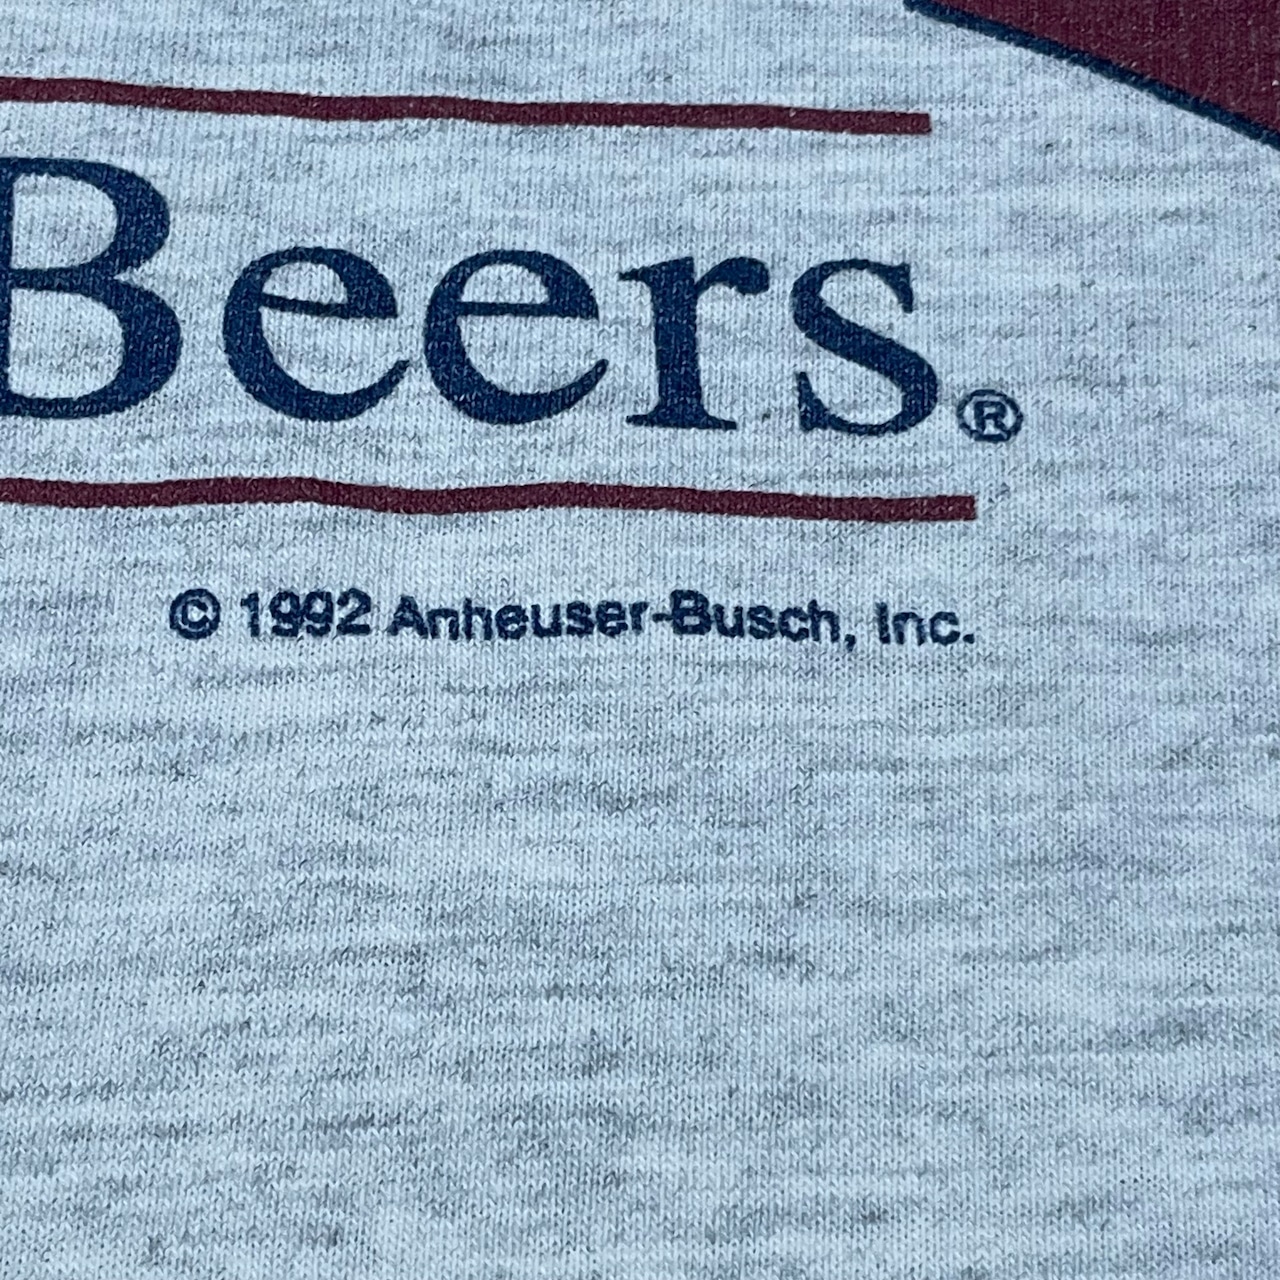 Beers®
© 1992 Anheuser-Busch, Inc.